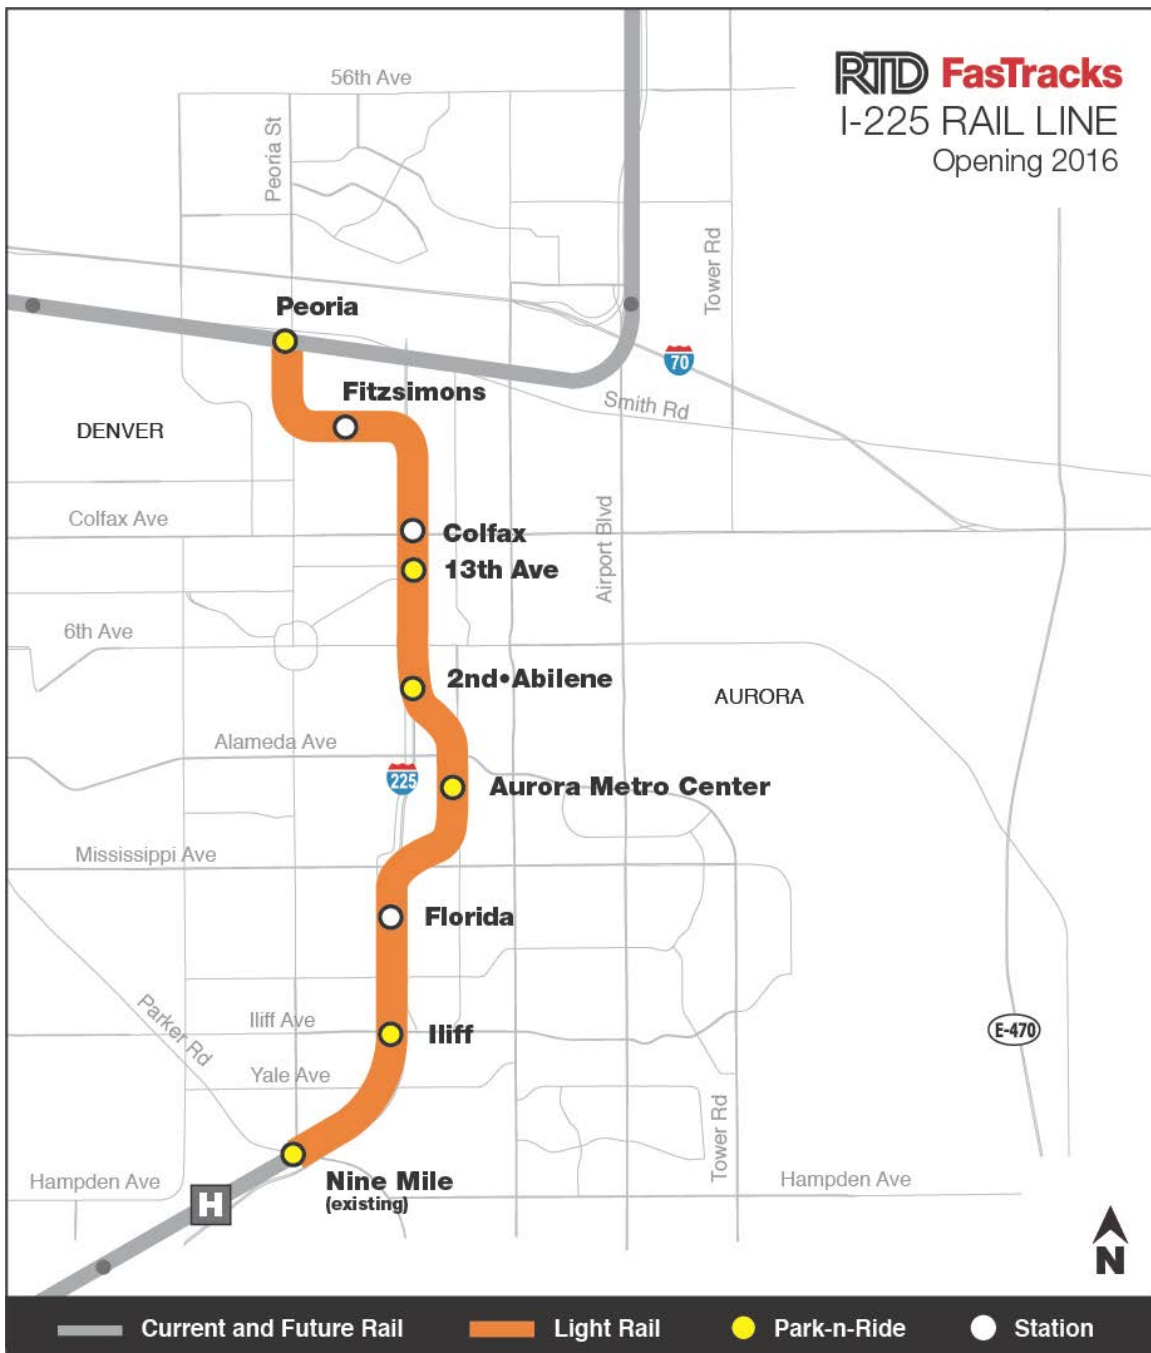 RTD FasTracks
I-225 RAIL LINE
Opening 2016
56th Ave
Peoria St
Tower Rd
Peoria
70
Fitzsimons
Smith Rd
DENVER
Colfax Ave
Colfax
Airport Blvd
13th Ave
6th Ave
2nd•Abilene
AURORA
Alameda Ave
225
Aurora Metro Center
Mississippi Ave
Florida
Parker Rd
Iliff Ave
Iliff
E-470
Yale Ave
Tower Rd
Hampden Ave
Nine Mile
(existing)
Hampden Ave
H
N
Current and Future Rail
Light Rail
Park-n-Ride
Station